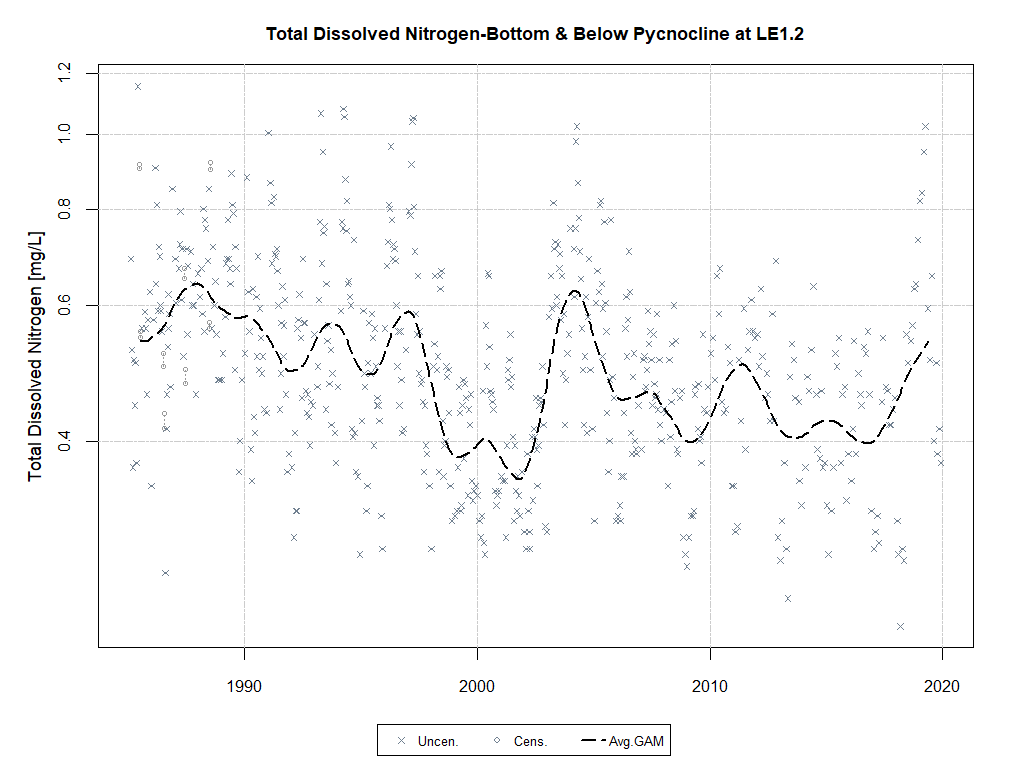 Total Dissolved Nitrogen-Bottom & Below Pycnocline at LE1.2
Total Dissolved Nitrogen [mg/L]
1.2
1.0
0.8
0.6
0.4
1990 2000 2010 2020
Uncen. Cens. Avg.GAM